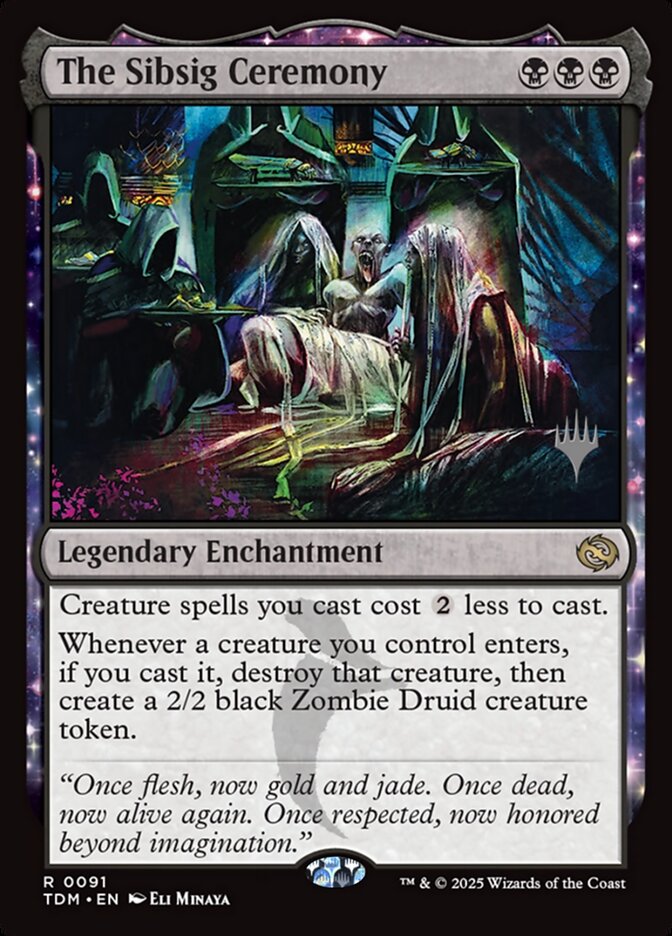 The Sibsig Ceremony
Legendary Enchantment
Creature spells you cast cost 2 less to cast.
Whenever a creature you control enters,
if you cast it, destroy that creature, then
create a 2/2 black Zombie Druid creature
token.
“Once flesh, now gold and jade. Once dead,
now alive again. Once respected, now honored
beyond imagination.”
R 0091
™ & © 2025 Wizards of the Coast
TDM • EN Eli Minaya